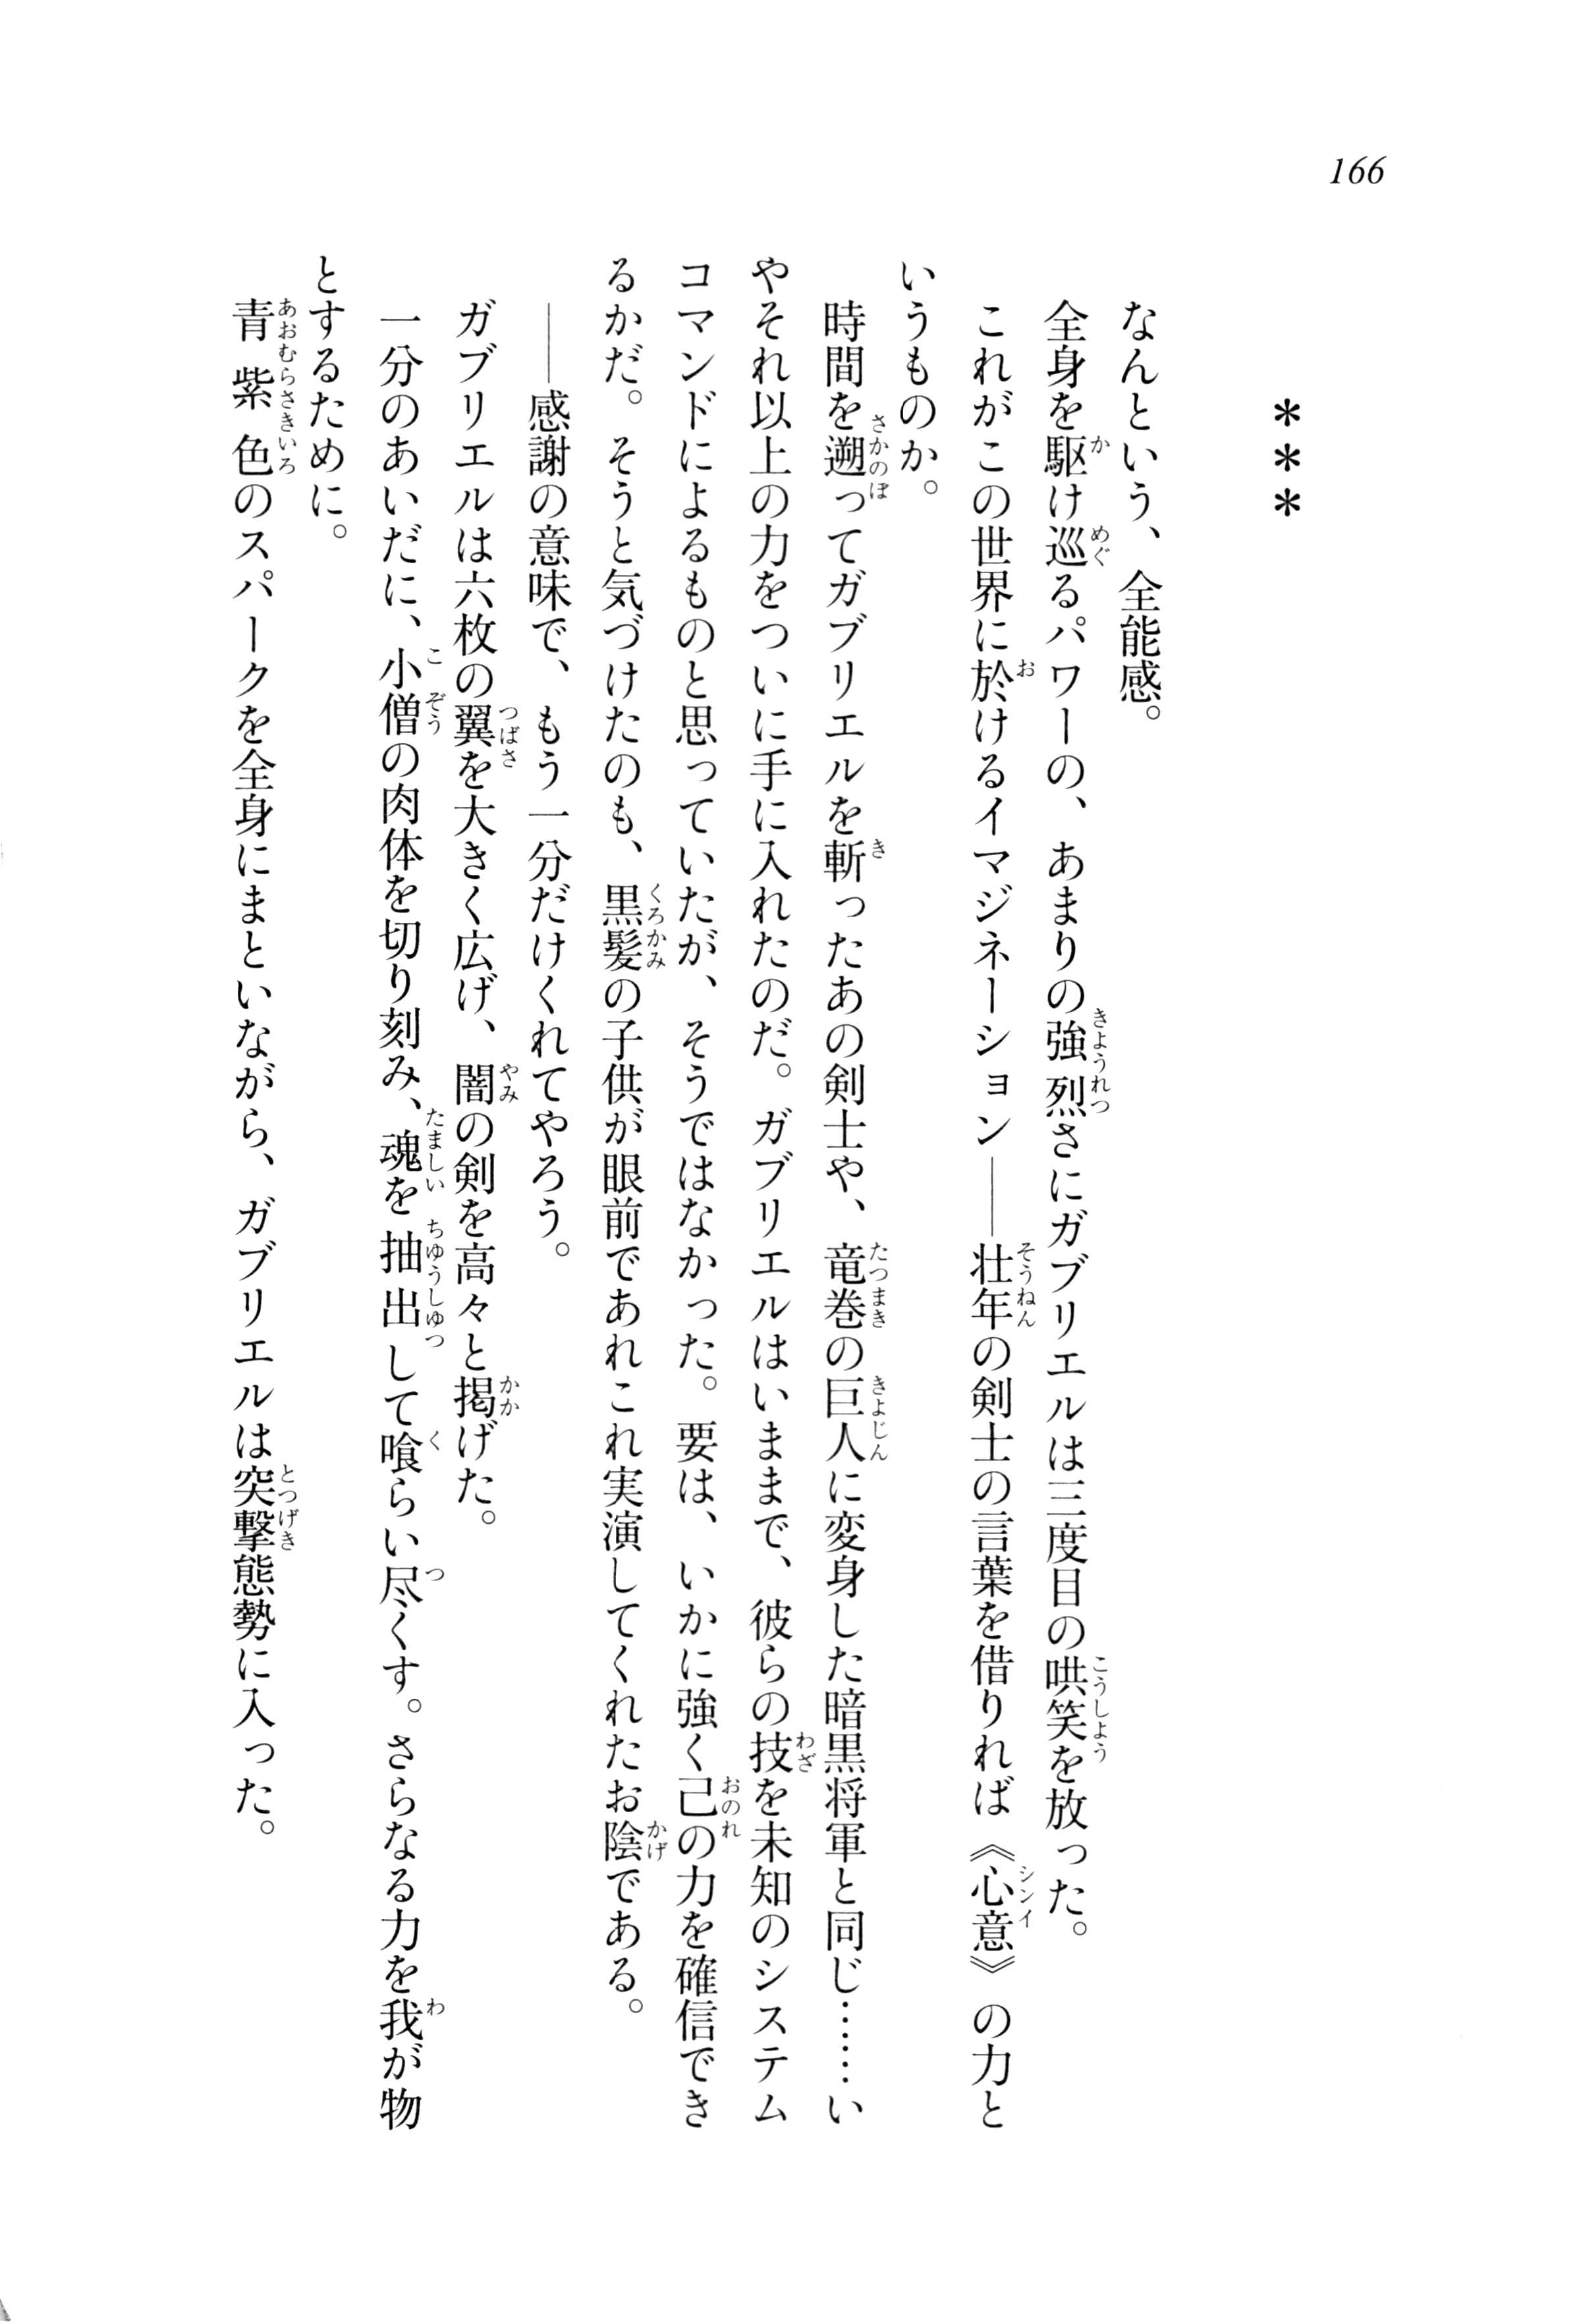 166
＊＊＊
なんという、全能感。
全身を駆け巡るパワーの、あまりの強烈さにガブリエルは三度目の哄笑を放った。
これがこの世界に於けるイマジネーション――壮年の剣士の言葉を借りれば《心意》の力と
いうものか。
時間を遡ってガブリエルを斬ったあの剣士や、竜巻の巨人に変身した暗黒将軍と同じ……い
やそれ以上の力をついに手に入れたのだ。ガブリエルはいままで、彼らの技を未知のシステム
コマンドによるものと思っていたが、そうではなかった。要は、いかに強く己の力を確信でき
るかだ。そうと気づけたのも、黒髪の子供が眼前であれこれ実演してくれたお陰である。
――感謝の意味で、もう一分だけくれてやろう。
ガブリエルは六枚の翼を大きく広げ、闇の剣を高々と掲げた。
一分のあいだに、小僧の肉体を切り刻み、魂を抽出して喰らい尽くす。さらなる力を我が物
とするために。
青紫色のスパークを全身にまといながら、ガブリエルは突撃態勢に入った。